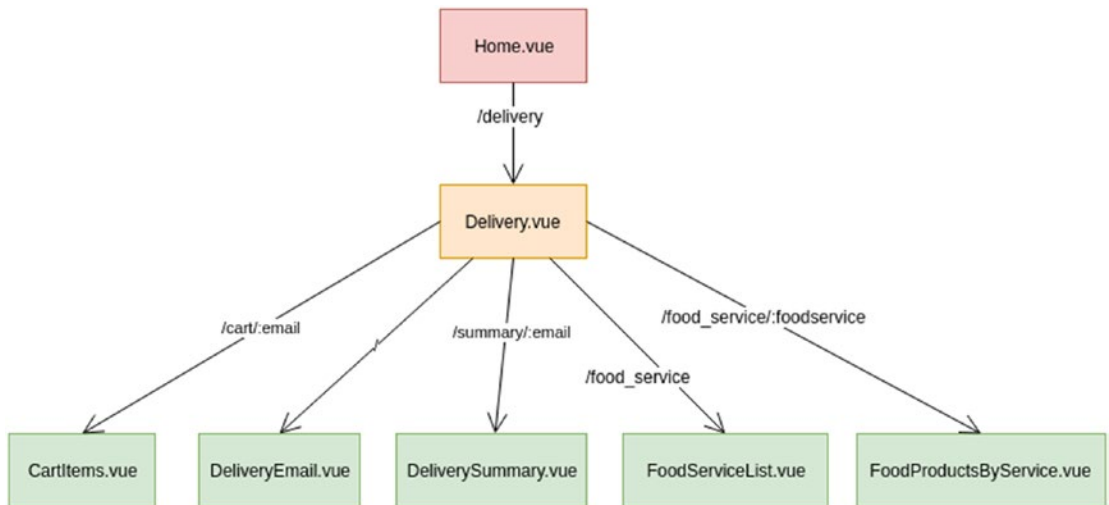 Home.vue
/delivery
Delivery.vue
/cart/:email
/
/summary/:email
/food_service
/food_service/:foodservice
CartItems.vue
DeliveryEmail.vue
DeliverySummary.vue
FoodServiceList.vue
FoodProductsByService.vue